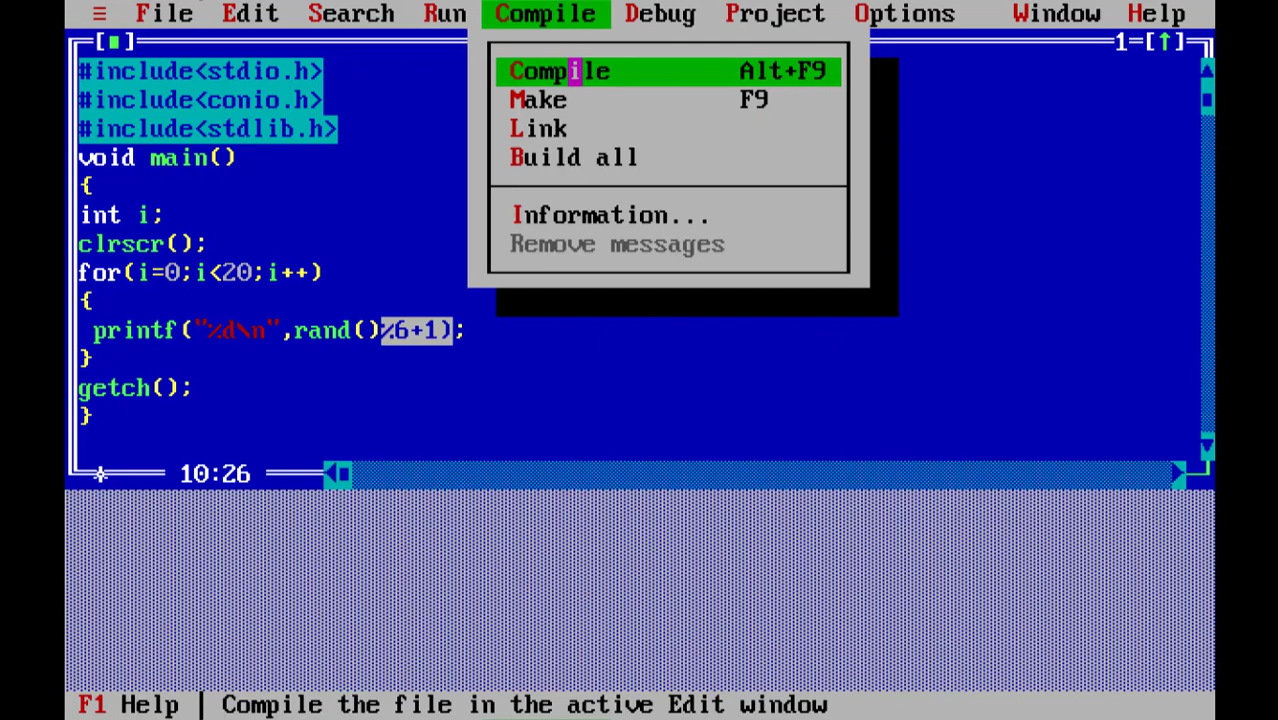 ≡ File Edit Search Run Compile Debug Project Options Window Help
[■] 1=[↑]
#include<stdio.h>
#include<conio.h>
#include<stdlib.h>
void main()
{
int i;
clrscr();
for(i=0;i<20;i++)
{
printf("%d\n",rand()%6+1);
}
getch();
}
Compile Alt+F9
Make F9
Link
Build all
Information...
Remove messages
10:26
F1 Help | Compile the file in the active Edit window